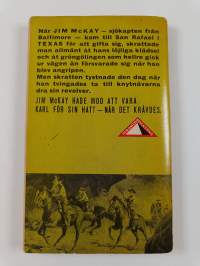 När JIM McKAY – sjökapten från
Baltimore – kom till San Rafael i
TEXAS för att gifta sig, skrattade
man allmänt åt hans löjliga klädsel
och åt gröngölingen som hellre gick
ur vägen än försvarade sig när han
blev angripen.
Men skratten tystnade den dag när
han tvingades ta till knytnävarna
och sin revolver.
JIM McKAY HADE MOD ATT VARA
KARL FÖR SIN HATT – NÄR DET KRÄVDES.